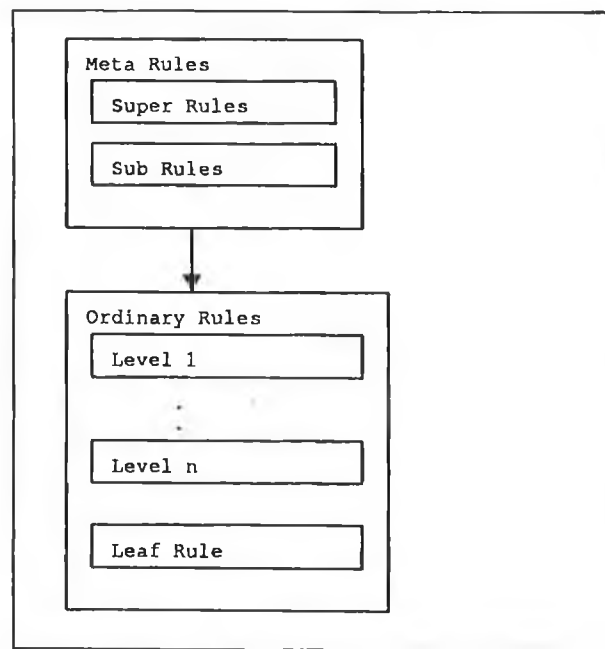 Meta Rules
Super Rules
Sub Rules
Ordinary Rules
Level 1
Level n
Leaf Rule